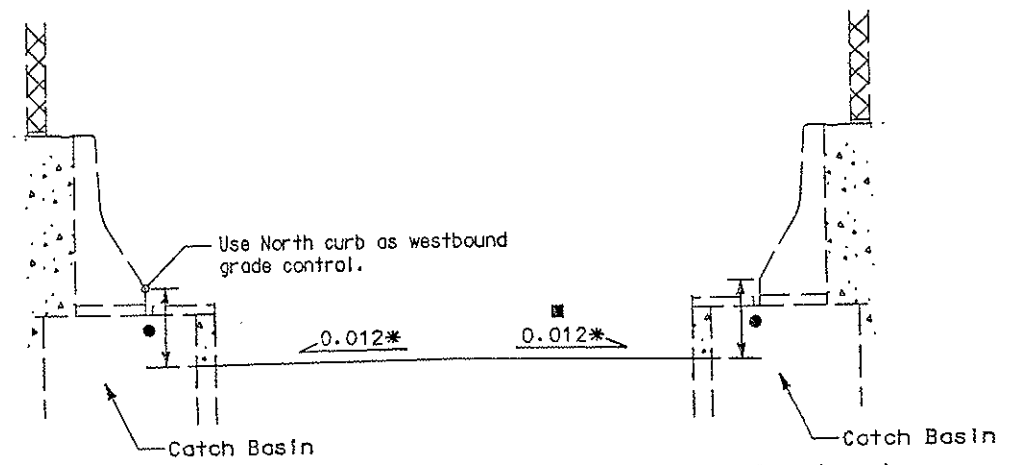 Use North curb as westbound
grade control.
0.012*
0.012*
Catch Basin
Catch Basin